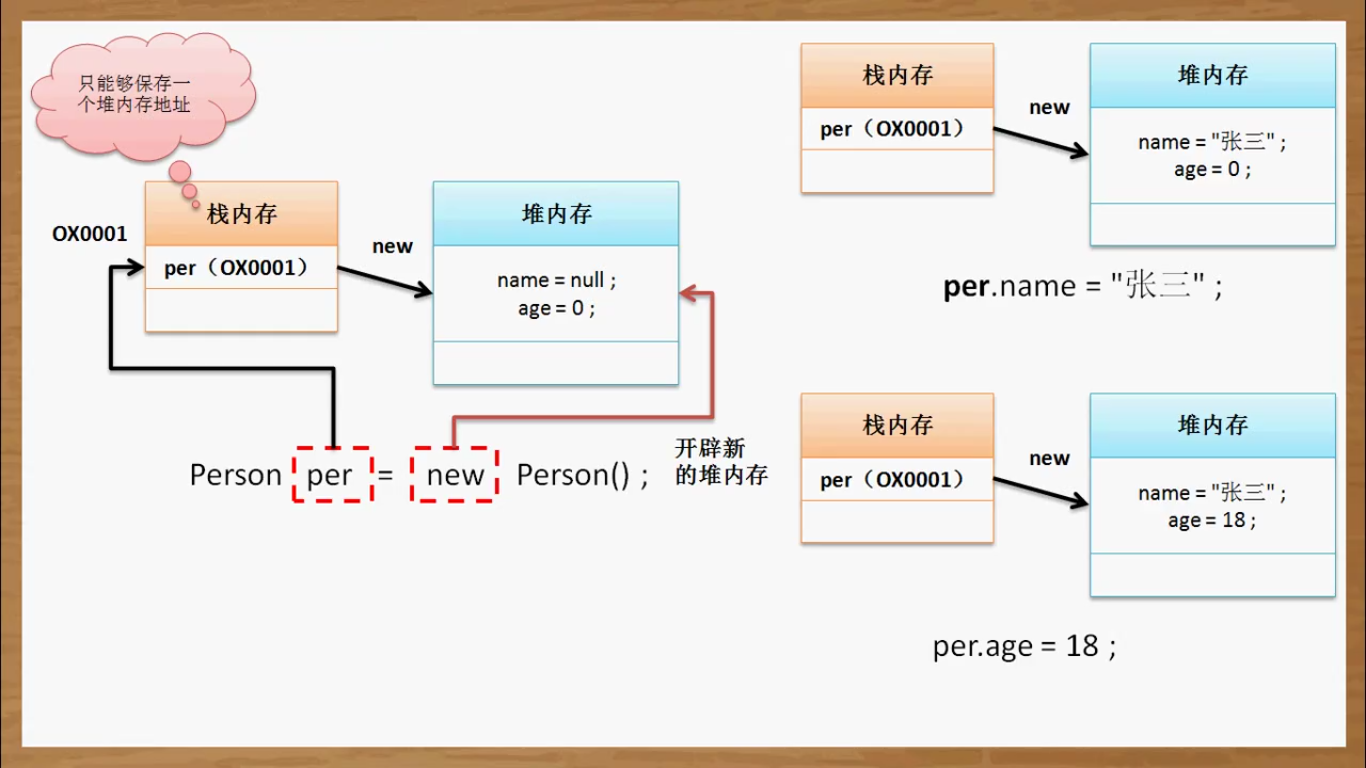 只能够保存一
个堆内存地址
栈内存
堆内存
OX0001
new
per（OX0001）
name = null ;
age = 0 ;
Person per = new Person() ;
开辟新
的堆内存
栈内存
堆内存
new
per（OX0001）
name = "张三" ;
age = 0 ;
per.name = "张三" ;
栈内存
堆内存
new
per（OX0001）
name = "张三" ;
age = 18 ;
per.age = 18 ;